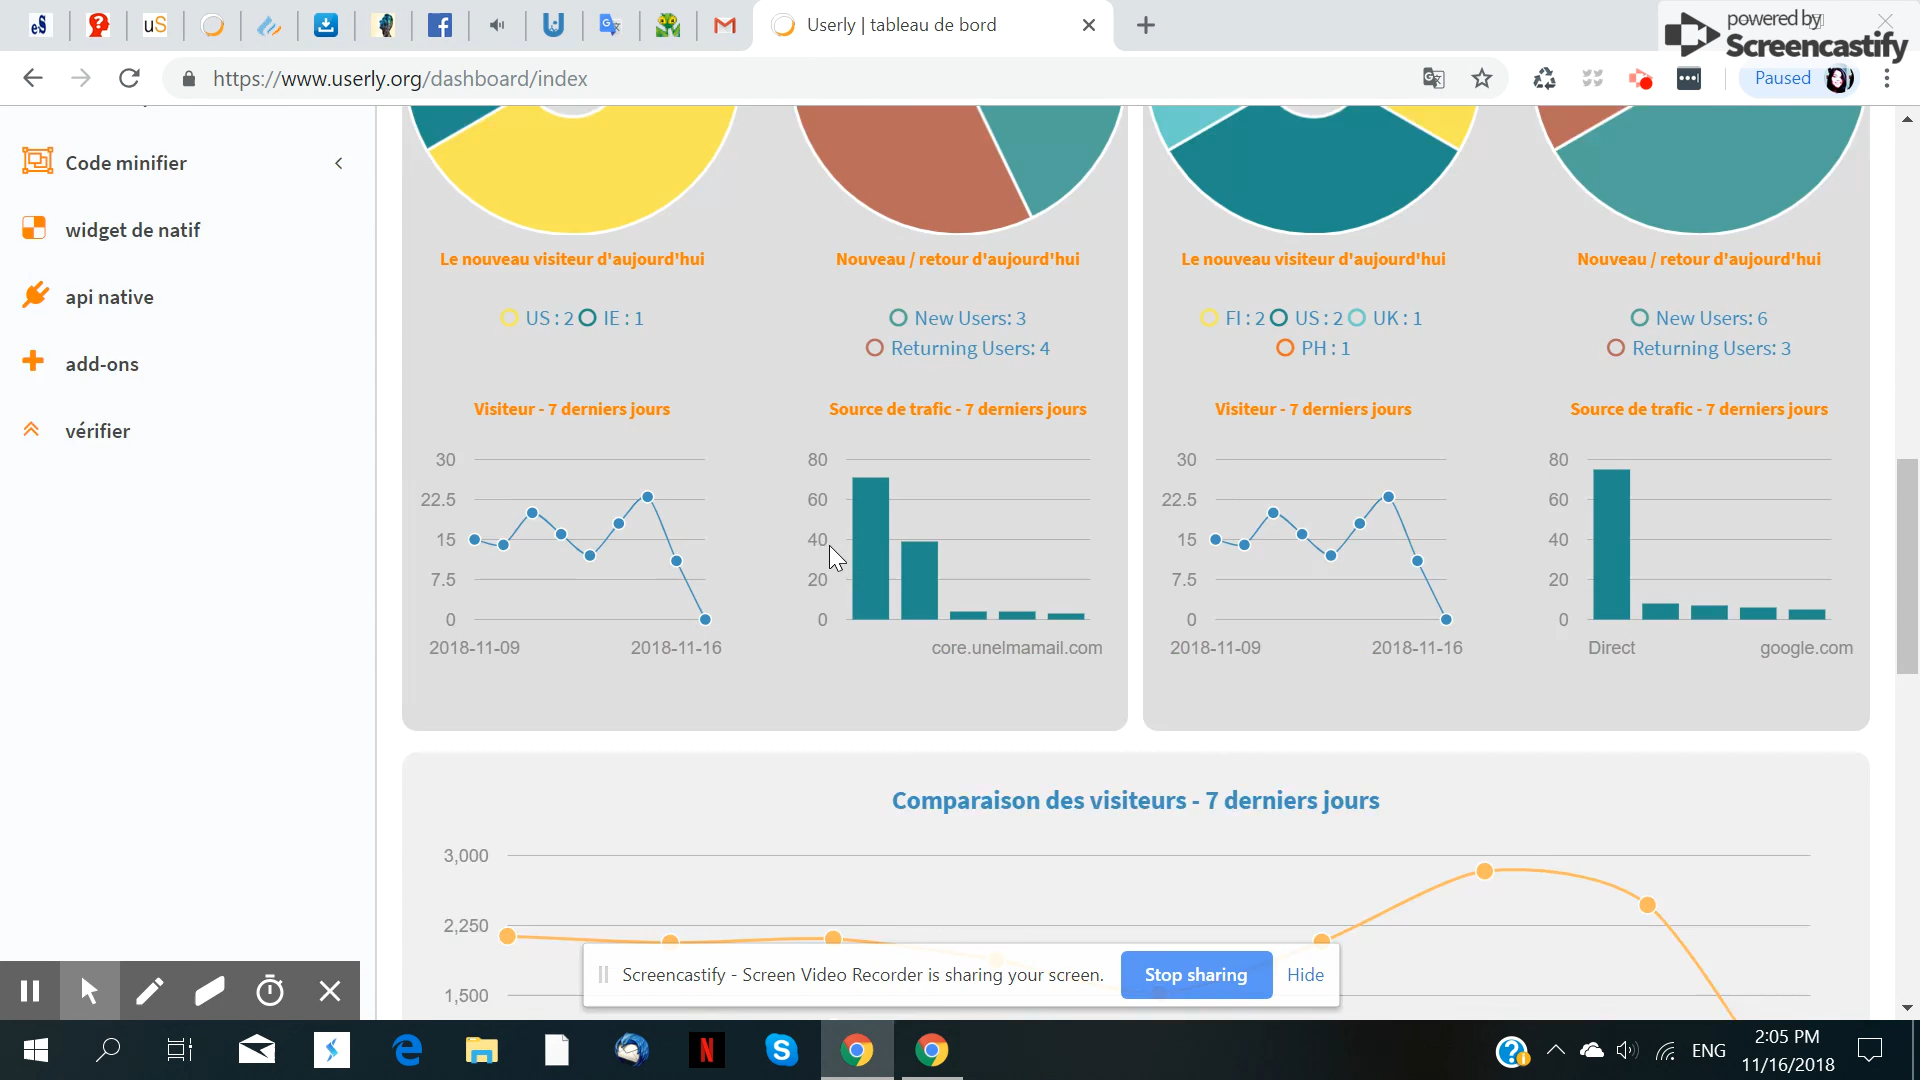 Userly | tableau de bord
powered by
Screencastify
https://www.userly.org/dashboard/index
Paused
Code minifier
widget de natif
api native
add-ons
vérifier
Le nouveau visiteur d'aujourd'hui
Nouveau / retour d'aujourd'hui
US : 2 IE : 1
New Users: 3
Returning Users: 4
Visiteur - 7 derniers jours
Source de trafic - 7 derniers jours
30
22.5
15
7.5
0
2018-11-09 2018-11-16
80
60
40
20
0
core.unelmamail.com
Le nouveau visiteur d'aujourd'hui
Nouveau / retour d'aujourd'hui
FI : 2 US : 2 UK : 1
PH : 1
New Users: 6
Returning Users: 3
Visiteur - 7 derniers jours
Source de trafic - 7 derniers jours
30
22.5
15
7.5
0
2018-11-09 2018-11-16
80
60
40
20
0
Direct google.com
Comparaison des visiteurs - 7 derniers jours
3,000
2,250
1,500
Screencastify - Screen Video Recorder is sharing your screen. Stop sharing Hide
ENG
2:05 PM
11/16/2018